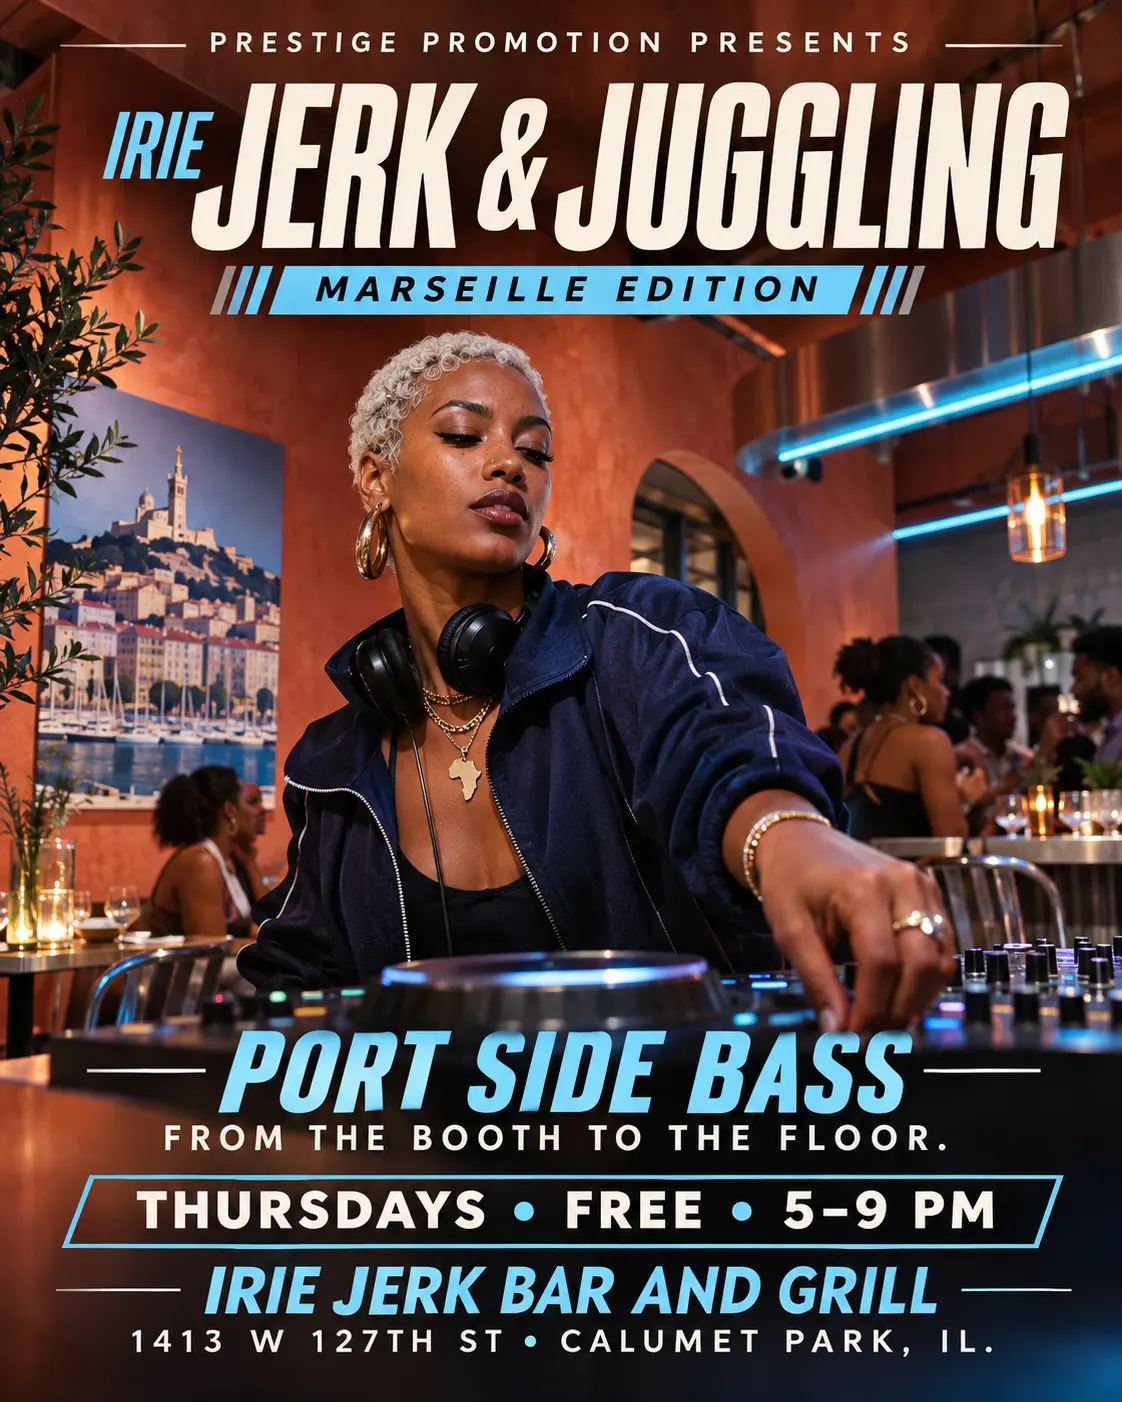 PRESTIGE PROMOTION PRESENTS
IRIE JERK & JUGGLING
MARSEILLE EDITION
PORT SIDE BASS
FROM THE BOOTH TO THE FLOOR.
THURSDAYS • FREE • 5–9 PM
IRIE JERK BAR AND GRILL
1413 W 127TH ST • CALUMET PARK, IL.